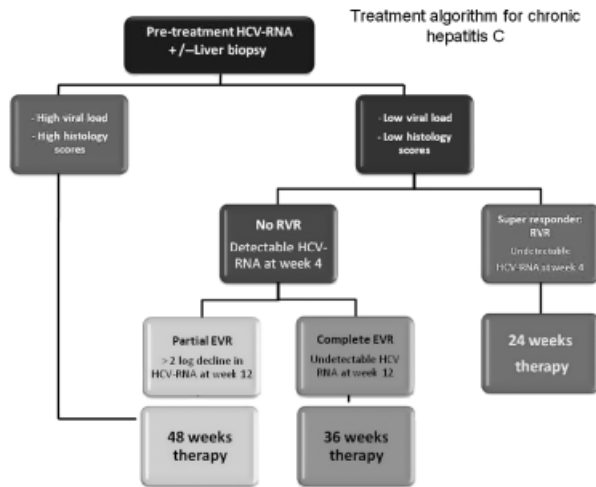 Treatment algorithm for chronic
hepatitis C
Pre-treatment HCV-RNA
+/–Liver biopsy
- High viral load
- High histology
scores
- Low viral load
- Low histology
scores
No RVR
Detectable HCV-
RNA at week 4
Super responder:
RVR
Undetectable
HCV-RNA at week 4
Partial EVR
>2 log decline in
HCV-RNA at week 12
Complete EVR
Undetectable HCV
RNA at week 12
24 weeks
therapy
48 weeks
therapy
36 weeks
therapy